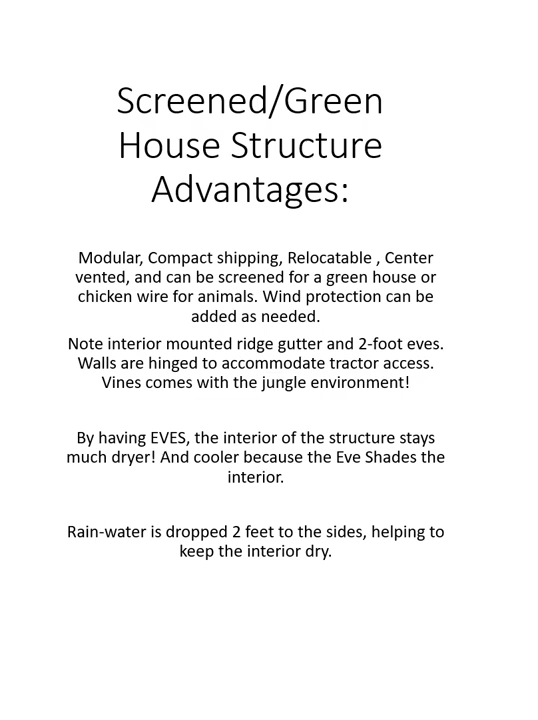 Screened/Green
House Structure
Advantages:
Modular, Compact shipping, Relocatable , Center
vented, and can be screened for a green house or
chicken wire for animals. Wind protection can be
added as needed.
Note interior mounted ridge gutter and 2-foot eves.
Walls are hinged to accommodate tractor access.
Vines comes with the jungle environment!
By having EVES, the interior of the structure stays
much dryer! And cooler because the Eve Shades the
interior.
Rain-water is dropped 2 feet to the sides, helping to
keep the interior dry.